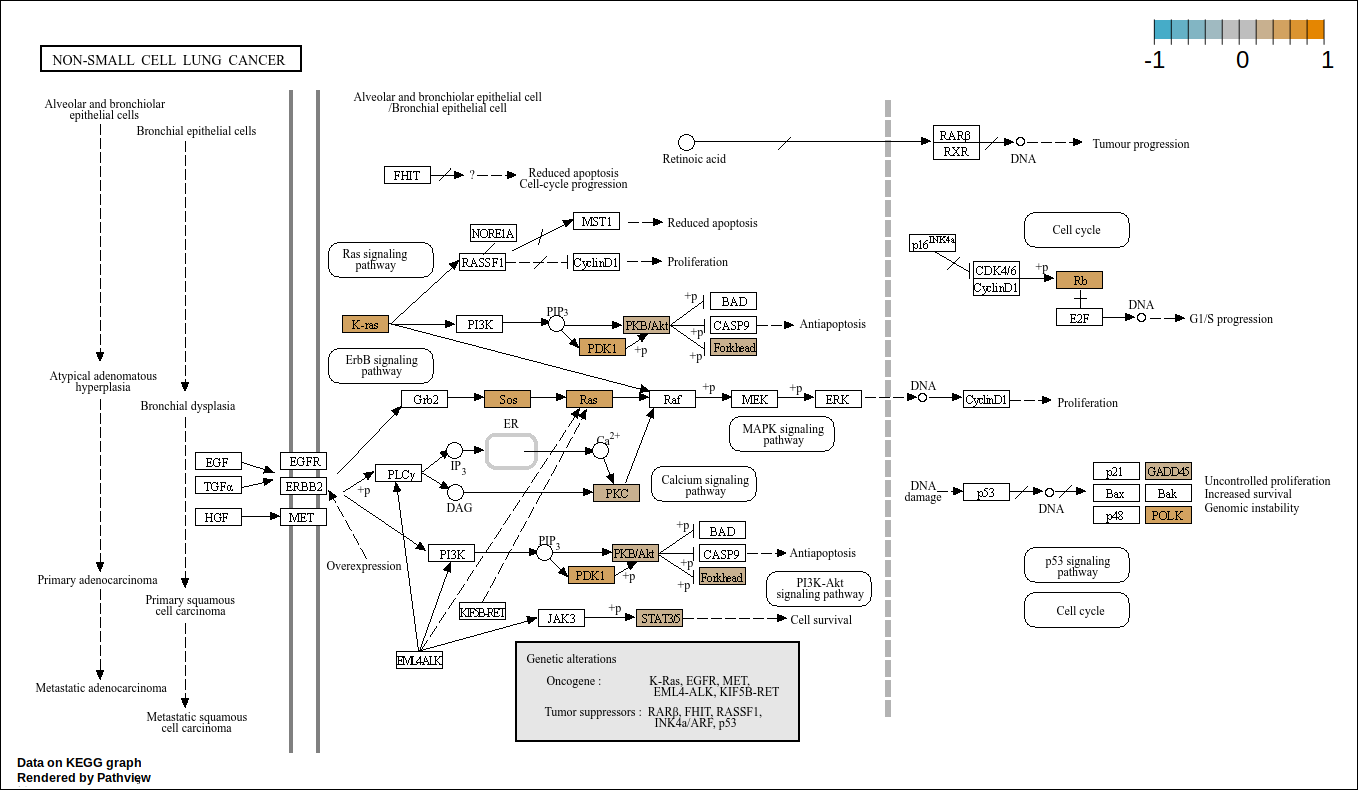 -1 0 1
NON-SMALL CELL LUNG CANCER
Alveolar and bronchiolar
epithelial cells
Bronchial epithelial cells
Alveolar and bronchiolar epithelial cell
/Bronchial epithelial cell
Retinoic acid
RARβ
RXR
DNA
Tumour progression
FHIT
?
Reduced apoptosis
Cell-cycle progression
NORE1A
MST1
Reduced apoptosis
Ras signaling
pathway
RASSF1
CyclinD1
Proliferation
Cell cycle
p16INK4a
CDK4/6
CyclinD1
+p
Rb
E2F
DNA
G1/S progression
K-ras
PI3K
PIP3
PKB/Akt
PDK1
+p
+p
+p
+p
BAD
CASP9
Forkhead
Antiapoptosis
ErbB signaling
pathway
Atypical adenomatous
hyperplasia
Bronchial dysplasia
Grb2
Sos
Ras
Raf
+p
MEK
+p
ERK
DNA
CyclinD1
Proliferation
MAPK signaling
pathway
ER
EGF
TGFα
HGF
EGFR
ERBB2
MET
+p
PLCγ
IP3
DAG
Ca2+
PKC
Calcium signaling
pathway
DNA
damage
p53
DNA
p21
GADD45
Bax
Bak
p48
POLK
Uncontrolled proliferation
Increased survival
Genomic instability
Overexpression
PI3K
PIP3
PKB/Akt
PDK1
+p
+p
+p
+p
BAD
CASP9
Forkhead
Antiapoptosis
PI3K-Akt
signaling pathway
p53 signaling
pathway
Cell cycle
Primary adenocarcinoma
Primary squamous
cell carcinoma
KIF5B-RET
JAK3
+p
STAT3/5
Cell survival
EML4ALK
Genetic alterations
Oncogene : K-Ras, EGFR, MET,
EML4-ALK, KIF5B-RET
Tumor suppressors : RARβ, FHIT, RASSF1,
INK4a/ARF, p53
Metastatic adenocarcinoma
Metastatic squamous
cell carcinoma
Data on KEGG graph
Rendered by Pathview